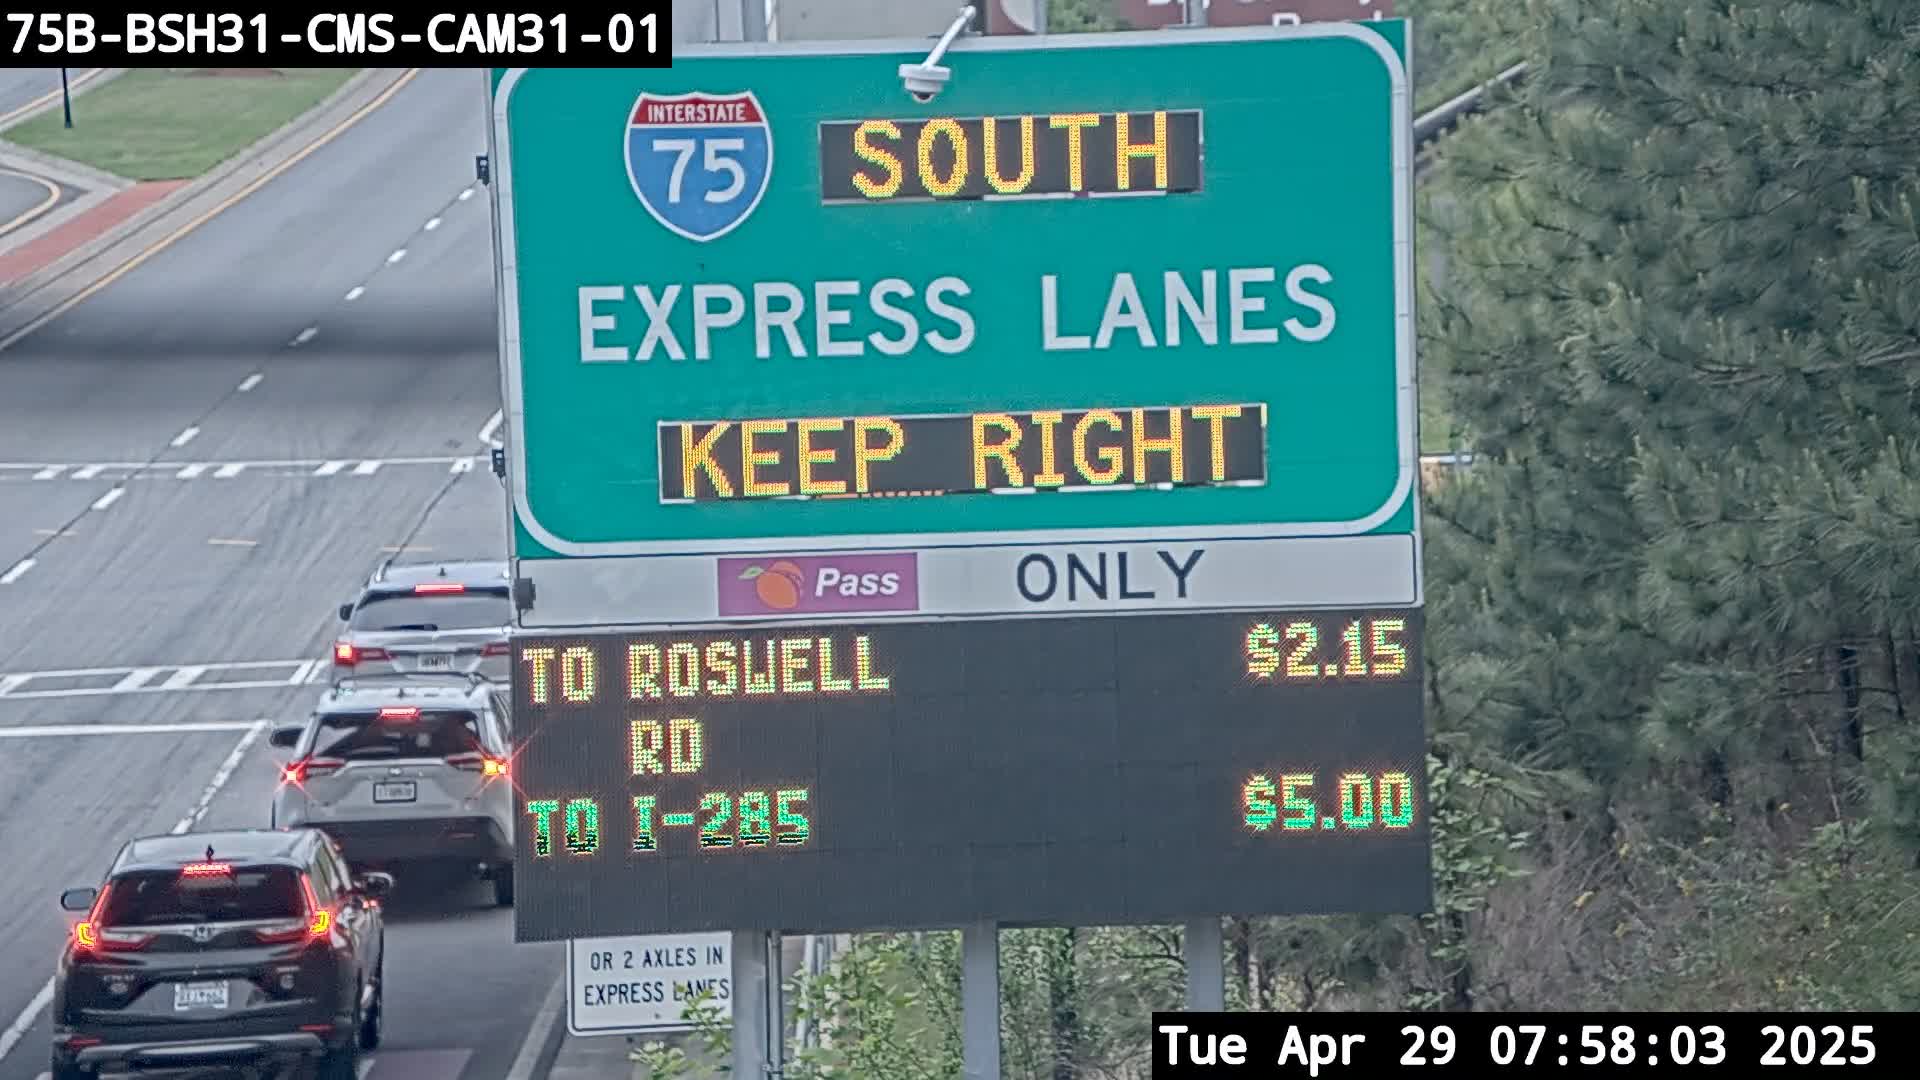 75B-BSH31-CMS-CAM31-01
INTERSTATE
75
SOUTH
EXPRESS LANES
KEEP RIGHT
Pass
ONLY
TO ROSWELL $2.15
RD
TO I-285 $5.00
OR 2 AXLES IN
EXPRESS LANES
Tue Apr 29 07:58:03 2025